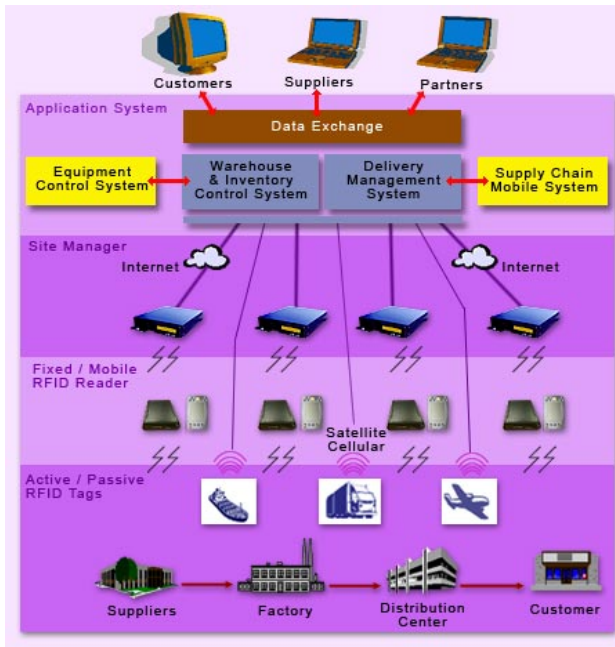 Customers
Suppliers
Partners
Application System
Data Exchange
Equipment
Control System
Warehouse
& Inventory
Control System
Delivery
Management
System
Supply Chain
Mobile System
Site Manager
Internet
Internet
Fixed / Mobile
RFID Reader
Satellite
Cellular
Active / Passive
RFID Tags
Suppliers
Factory
Distribution
Center
Customer